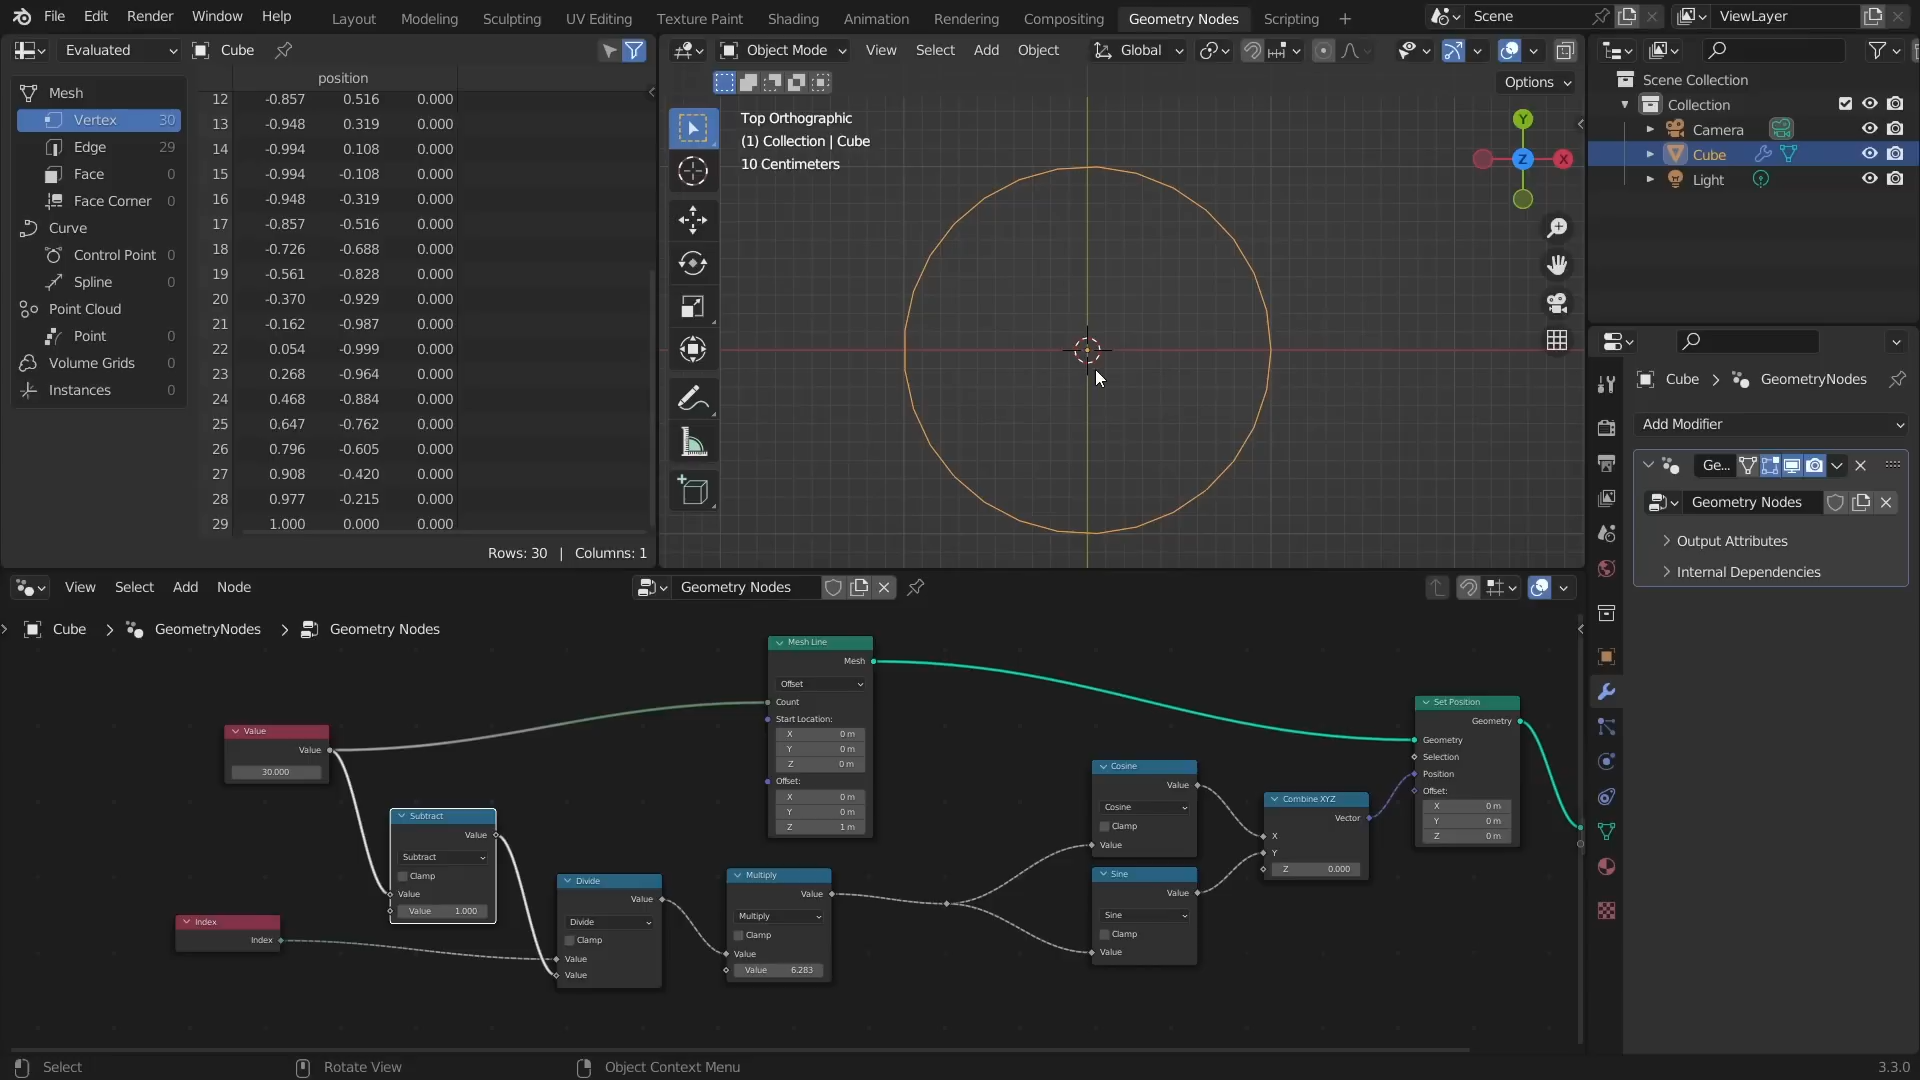 File Edit Render Window Help Layout Modeling Sculpting UV Editing Texture Paint Shading Animation Rendering Compositing Geometry Nodes Scripting + Scene ViewLayer
Evaluated Cube
Object Mode View Select Add Object Global
Options
position
Mesh
Vertex 30
Edge 29
Face 0
Face Corner 0
Curve
Control Point 0
Spline 0
Point Cloud
Point 0
Volume Grids 0
Instances 0
12 -0.857 0.516 0.000
13 -0.948 0.319 0.000
14 -0.994 0.108 0.000
15 -0.994 -0.108 0.000
16 -0.948 -0.319 0.000
17 -0.857 -0.516 0.000
18 -0.726 -0.688 0.000
19 -0.561 -0.828 0.000
20 -0.370 -0.929 0.000
21 -0.162 -0.987 0.000
22 0.054 -0.999 0.000
23 0.268 -0.964 0.000
24 0.468 -0.884 0.000
25 0.647 -0.762 0.000
26 0.796 -0.605 0.000
27 0.908 -0.420 0.000
28 0.977 -0.215 0.000
29 1.000 0.000 0.000
Rows: 30 | Columns: 1
Top Orthographic
(1) Collection | Cube
10 Centimeters
Y
Z
X
Scene Collection
Collection
Camera
Cube
Light
Cube > GeometryNodes
Add Modifier
Ge...
Geometry Nodes
Output Attributes
Internal Dependencies
View Select Add Node Geometry Nodes
Cube > GeometryNodes > Geometry Nodes
Value
Value
30.000
Index
Index
Subtract
Value
Subtract
Clamp
Value
Value 1.000
Divide
Value
Divide
Clamp
Value
Value
Mesh Line
Mesh
Offset
Count
Start Location:
X 0 m
Y 0 m
Z 0 m
Offset:
X 0 m
Y 0 m
Z 1 m
Multiply
Value
Multiply
Clamp
Value
Value 6.283
Cosine
Value
Cosine
Clamp
Value
Sine
Value
Sine
Clamp
Value
Combine XYZ
Vector
X
Y
Z 0.000
Set Position
Geometry
Geometry
Selection
Position
Offset:
X 0 m
Y 0 m
Z 0 m
Select Rotate View Object Context Menu 3.3.0